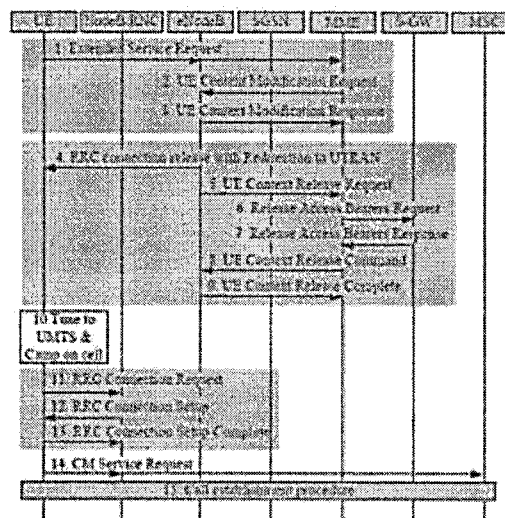 UE NodeB-RNC eNodeB SGSN MME S-GW MSC
1. Extended Service Request
2. UE Context Modification Request
3. UE Context Modification Response
4. RRC connection release with Redirection to UTRAN
5. UE Context Release Request
6. Release Access Bearers Request
7. Release Access Bearers Response
8. UE Context Release Command
9. UE Context Release Complete
10.Tune to
UMTS &
Camp on cell
11. RRC Connection Request
12. RRC Connection Setup
13. RRC Connection Setup Complete
14. CM Service Request
15. Call establishment procedure